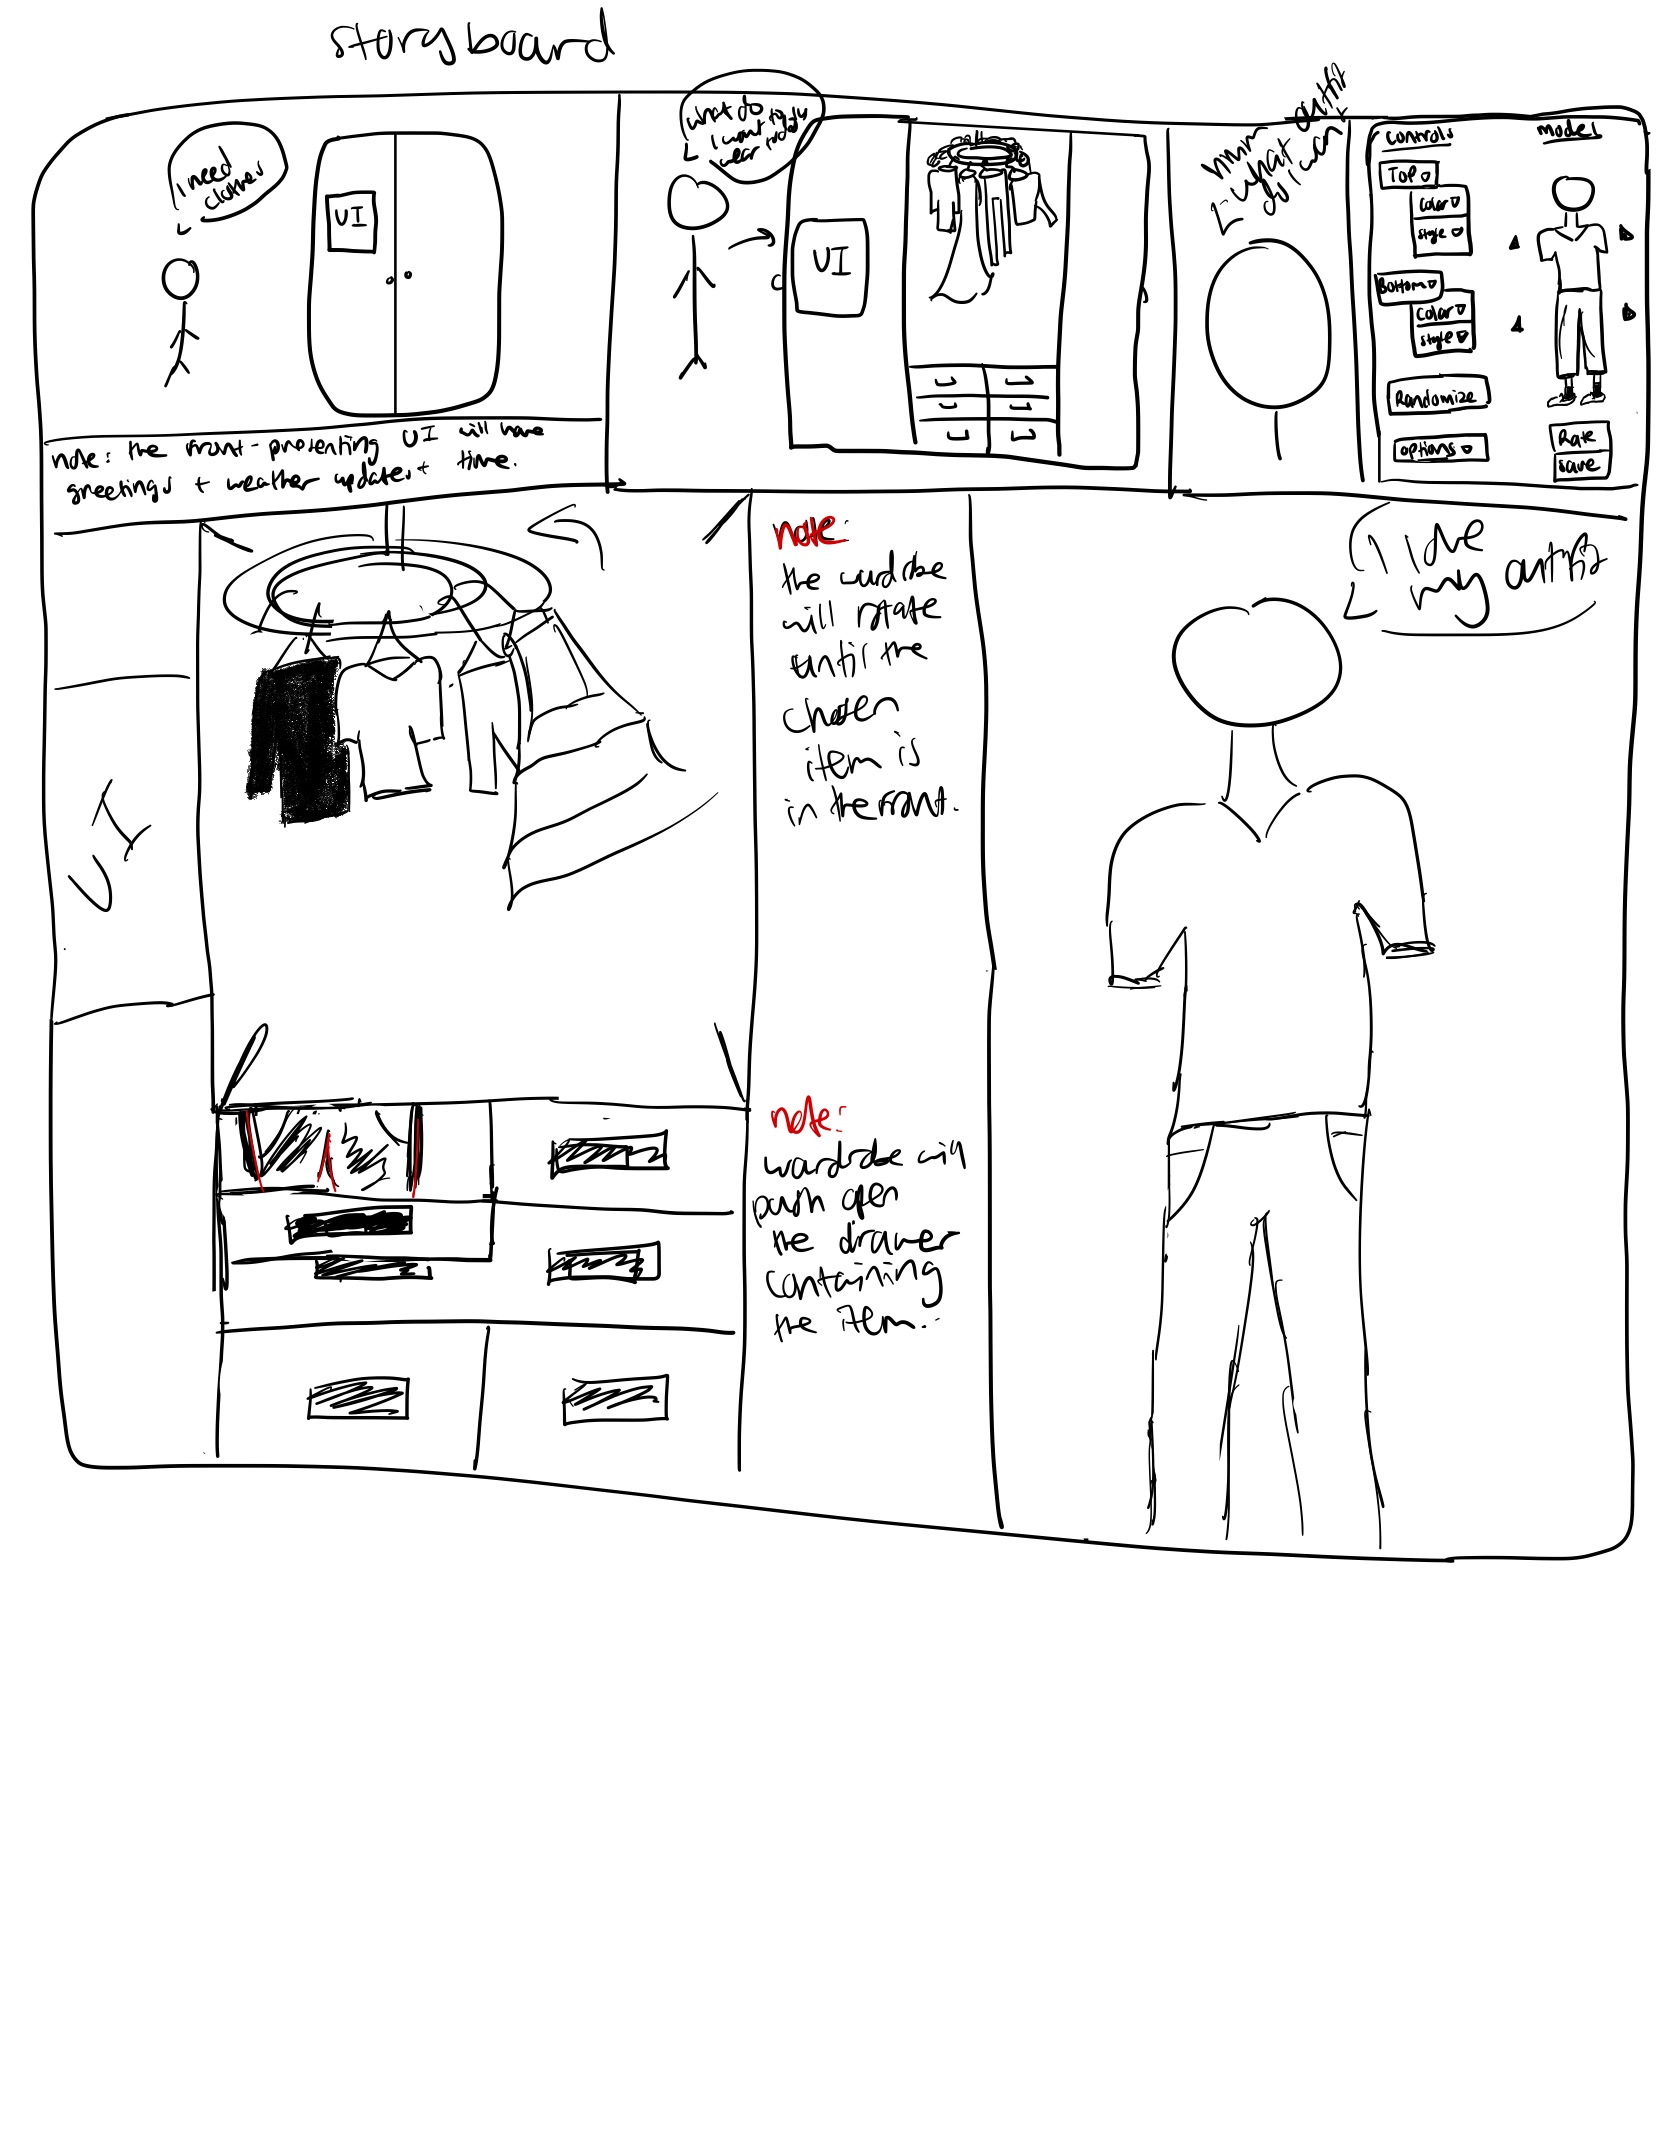 storyboard
I need
clothes
UI
note: the front-presenting UI will have
greetings + weather updates + time.
what do
I want to
wear today
UI
hmm
what outfit
do I want
controls
model
Top
color
style
Bottom
color
style
Randomize
options
Rate
save
UI
note:
the wardrobe
will rotate
until the
chosen
item is
in the front.
note:
wardrobe will
push open
the drawer
containing
the item.
I love
my outfit